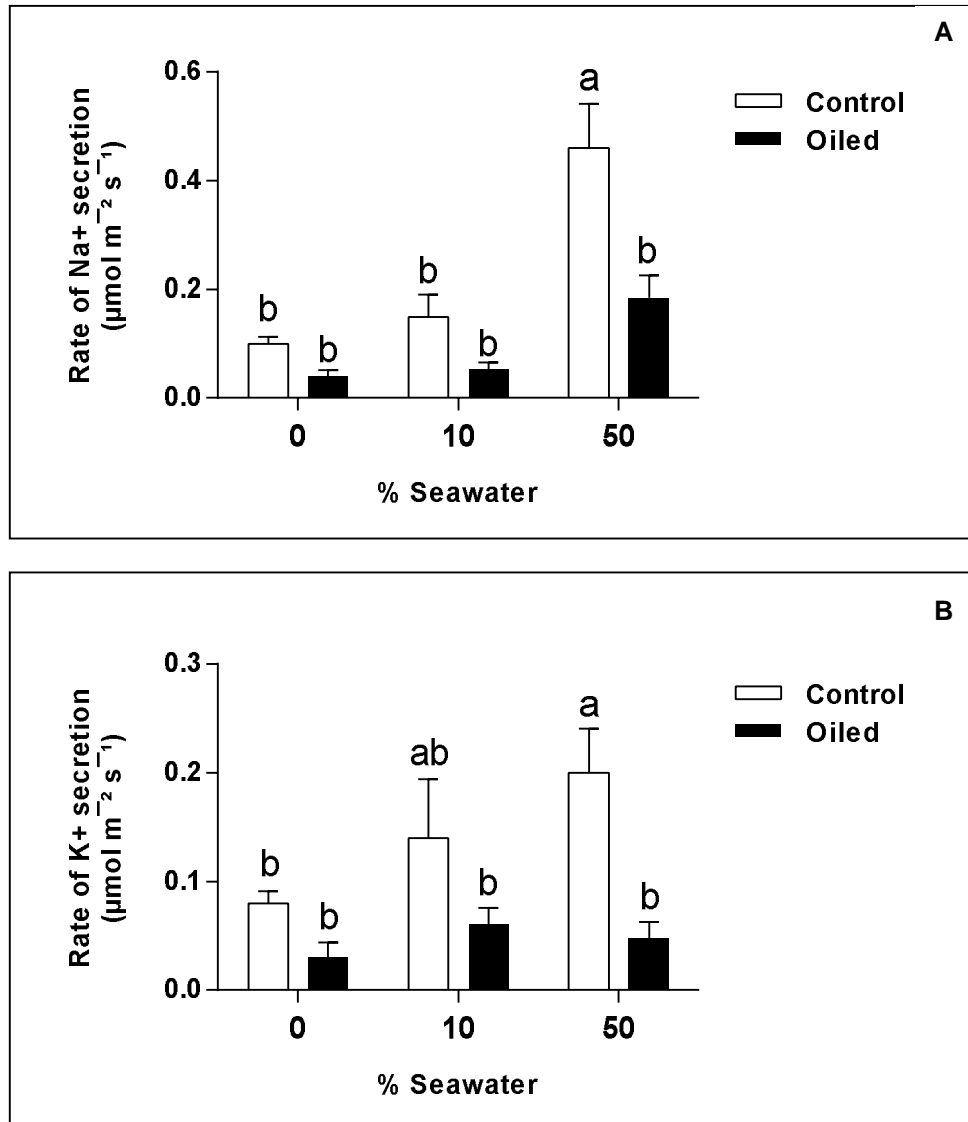 A
Rate of Na+ secretion
(µmol m⁻² s⁻¹)
0.6
0.4
0.2
0.0
a
b
b
b
b
b
Control
Oiled
0
10
50
% Seawater
B
Rate of K+ secretion
(µmol m⁻² s⁻¹)
0.3
0.2
0.1
0.0
b
b
ab
b
a
b
Control
Oiled
0
10
50
% Seawater